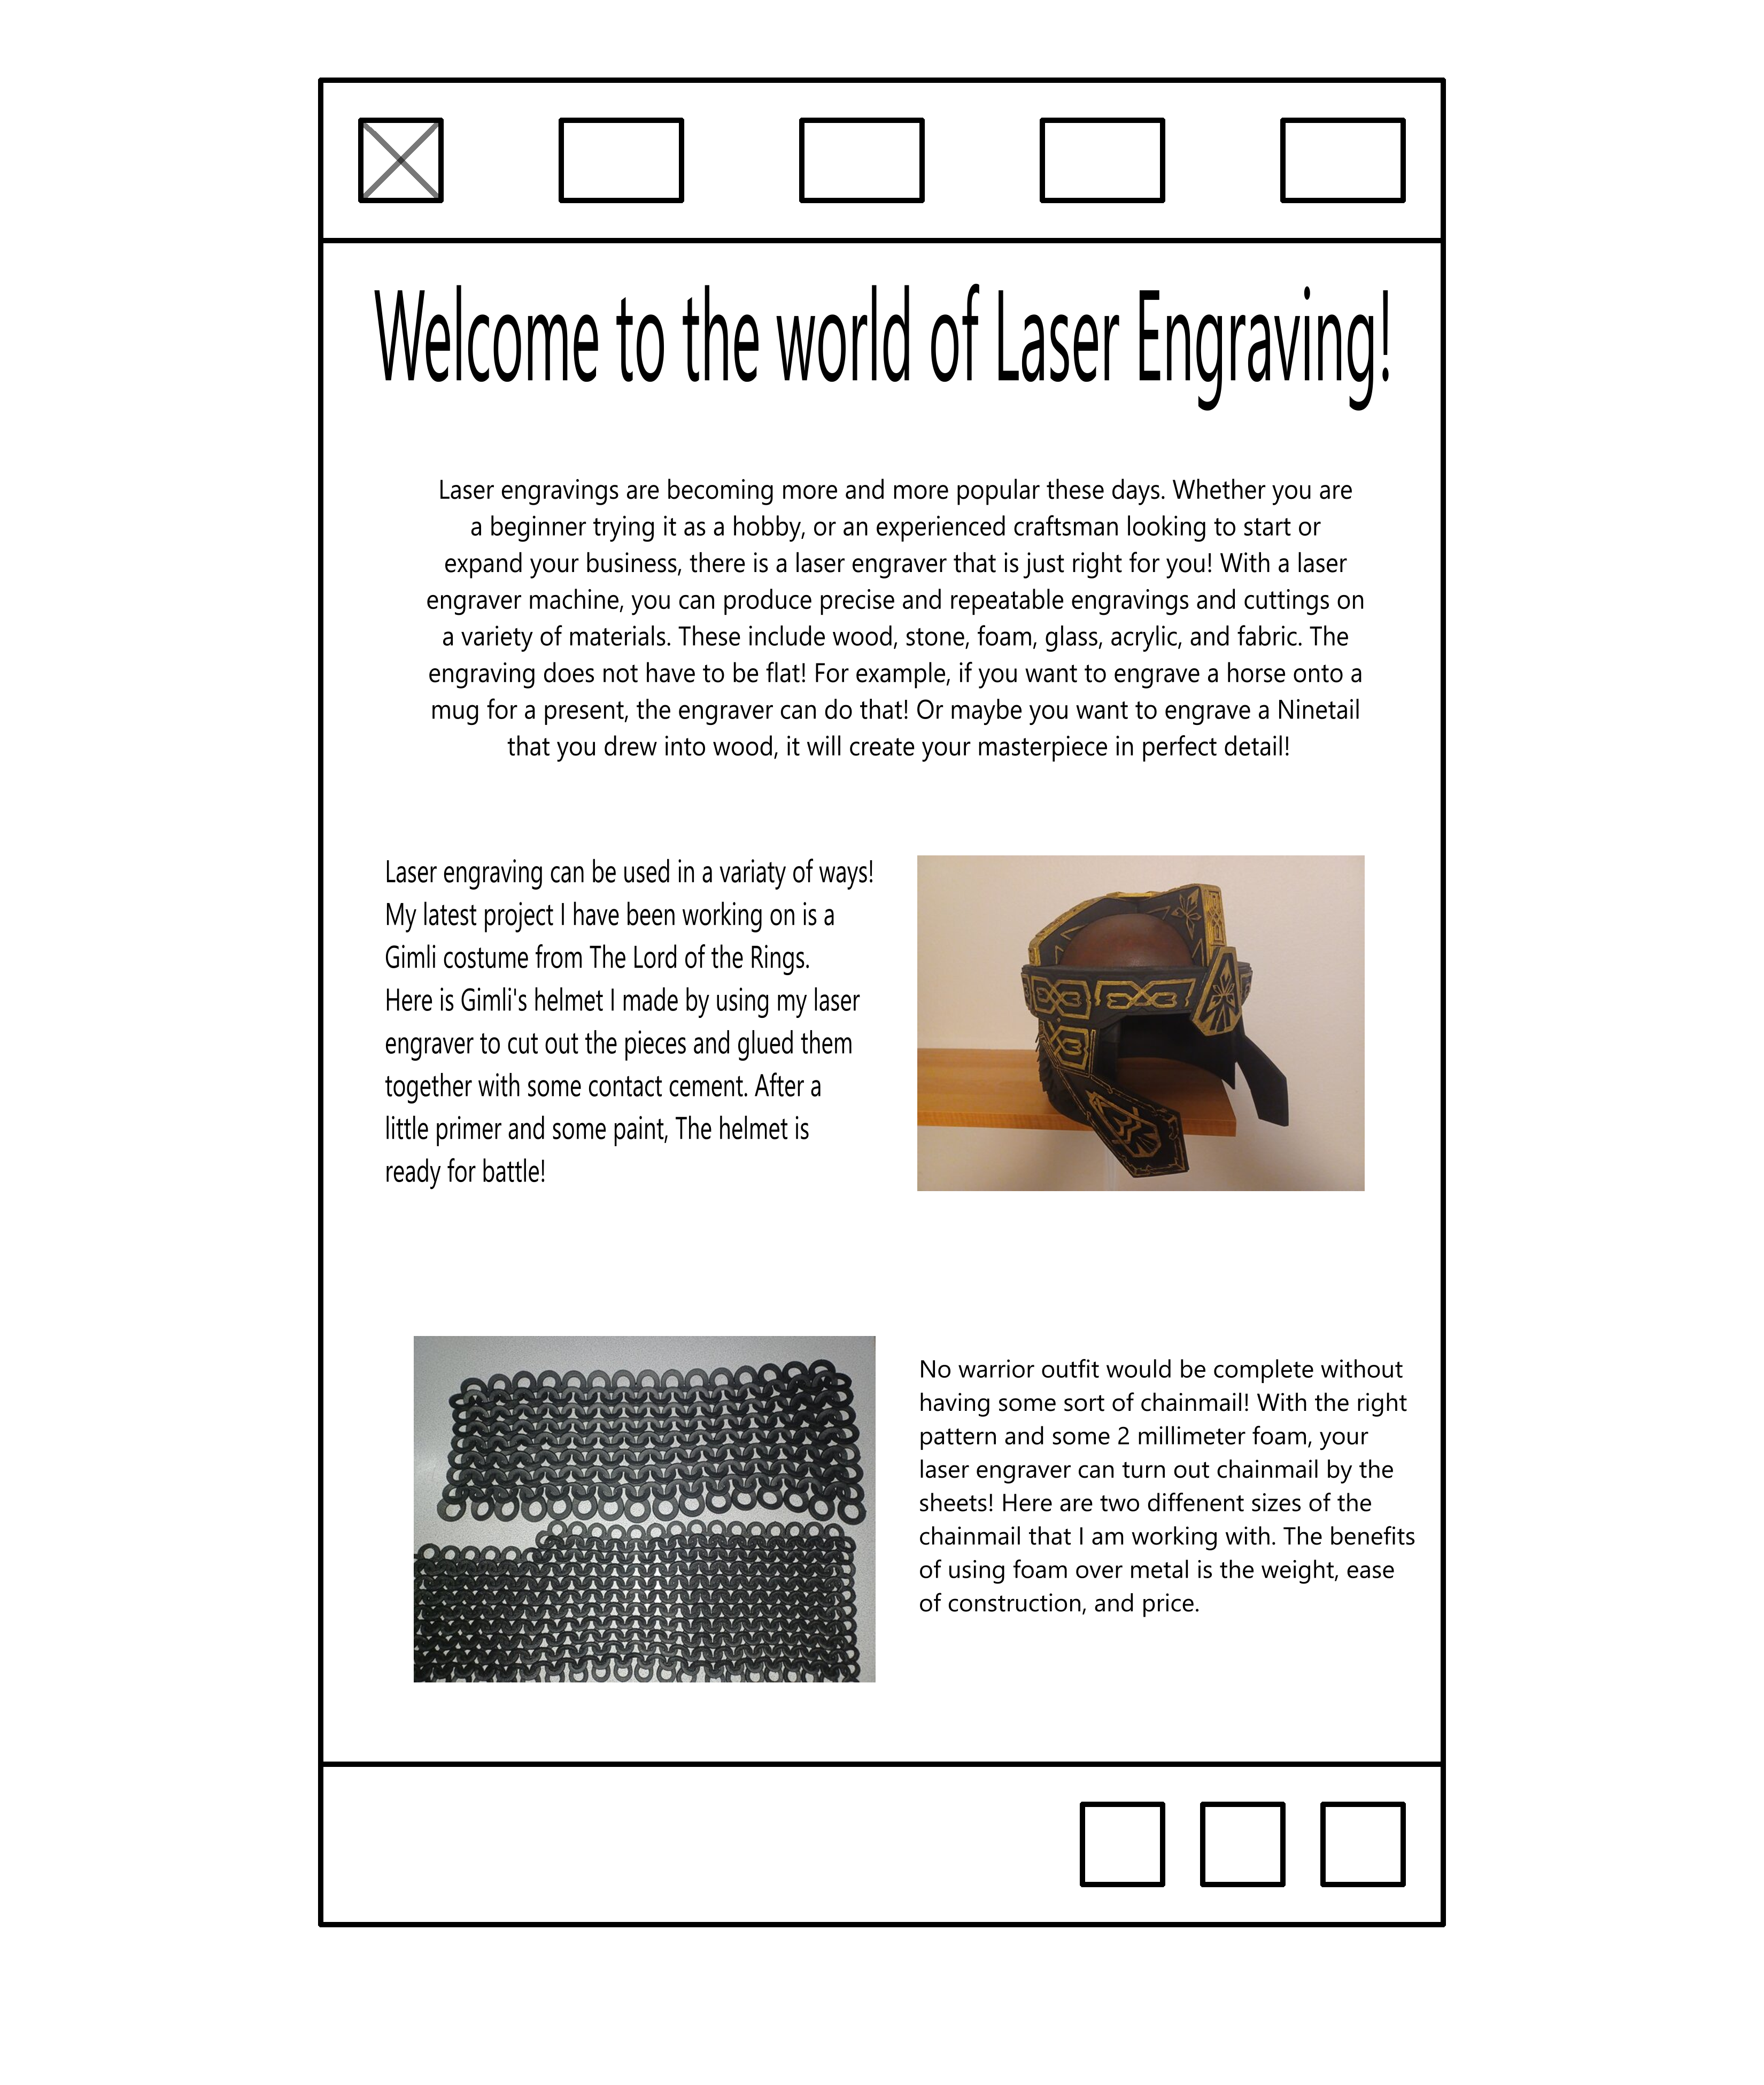 Welcome to the world of Laser Engraving!
Laser engravings are becoming more and more popular these days. Whether you are
a beginner trying it as a hobby, or an experienced craftsman looking to start or
expand your business, there is a laser engraver that is just right for you! With a laser
engraver machine, you can produce precise and repeatable engravings and cuttings on
a variety of materials. These include wood, stone, foam, glass, acrylic, and fabric. The
engraving does not have to be flat! For example, if you want to engrave a horse onto a
mug for a present, the engraver can do that! Or maybe you want to engrave a Ninetail
that you drew into wood, it will create your masterpiece in perfect detail!
Laser engraving can be used in a variaty of ways!
My latest project I have been working on is a
Gimli costume from The Lord of the Rings.
Here is Gimli's helmet I made by using my laser
engraver to cut out the pieces and glued them
together with some contact cement. After a
little primer and some paint, The helmet is
ready for battle!
No warrior outfit would be complete without
having some sort of chainmail! With the right
pattern and some 2 millimeter foam, your
laser engraver can turn out chainmail by the
sheets! Here are two diffenent sizes of the
chainmail that I am working with. The benefits
of using foam over metal is the weight, ease
of construction, and price.